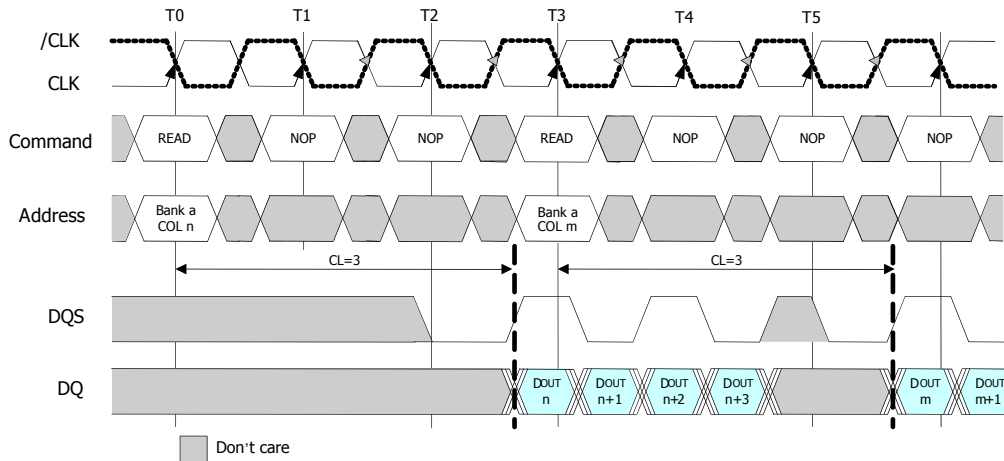 T0 T1 T2 T3 T4 T5
/CLK
CLK
Command READ NOP NOP READ NOP NOP NOP
Address Bank a COL n Bank a COL m
CL=3 CL=3
DQS
DQ DOUT n DOUT n+1 DOUT n+2 DOUT n+3 DOUT m DOUT m+1
Don't care